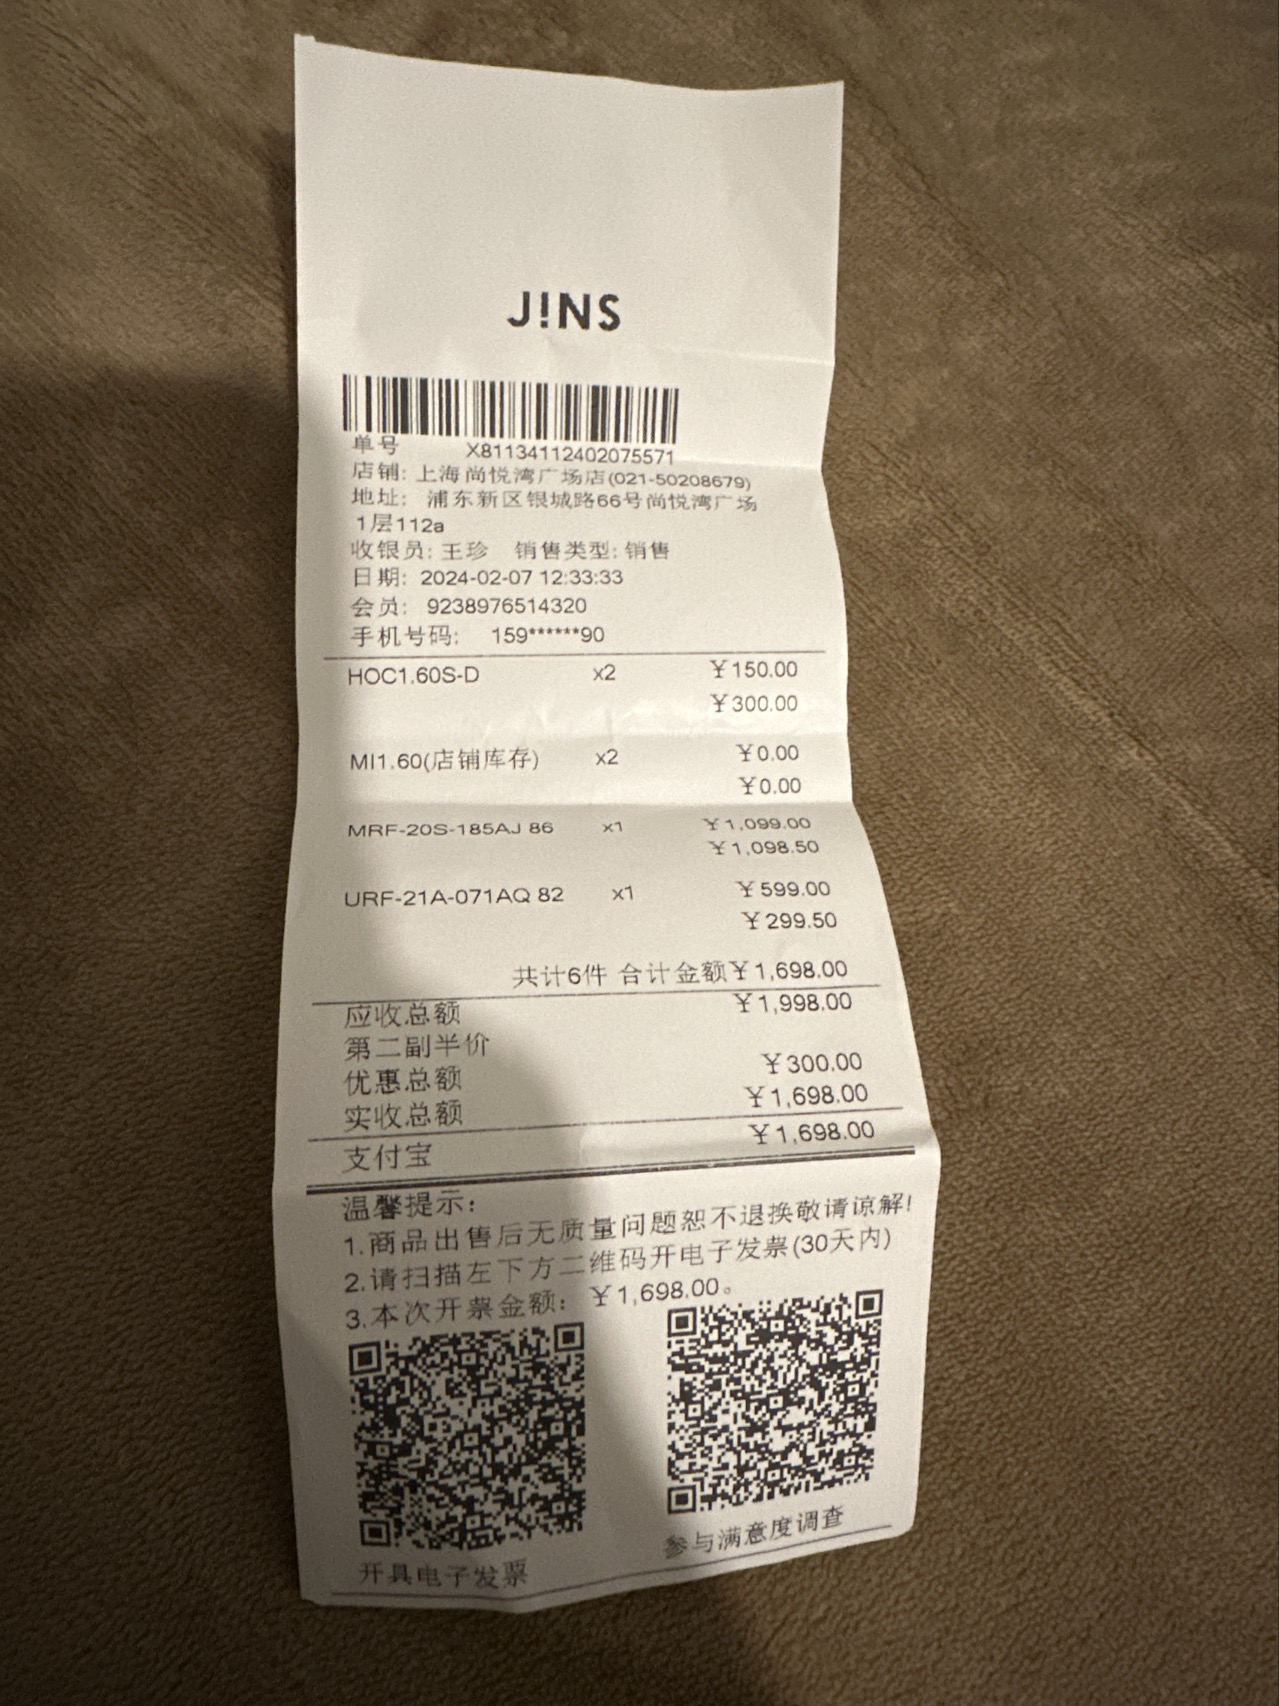 J!NS
单号 X811341124020755​71
店铺: 上海尚悦湾广场店(021-50208679)
地址: 浦东新区银城路66号尚悦湾广场
1层112a
收银员: 王珍 销售类型: 销售
日期: 2024-02-07 12:33:33
会员: 9238976514320
手机号码: 159******90
HOC1.60S-D x2 ￥150.00
￥300.00
MI1.60(店铺库存) x2 ￥0.00
￥0.00
MRF-20S-185AJ 86 x1 ￥1,099.00
￥1,098.50
URF-21A-071AQ 82 x1 ￥599.00
￥299.50
共计6件 合计金额￥1,698.00
应收总额 ￥1,998.00
第二副半价
优惠总额 ￥300.00
实收总额 ￥1,698.00
支付宝 ￥1,698.00
温馨提示:
1.商品出售后无质量问题恕不退换敬请谅解!
2.请扫描左下方二维码开电子发票(30天内)
3.本次开票金额: ￥1,698.00。
开具电子发票 参与满意度调查